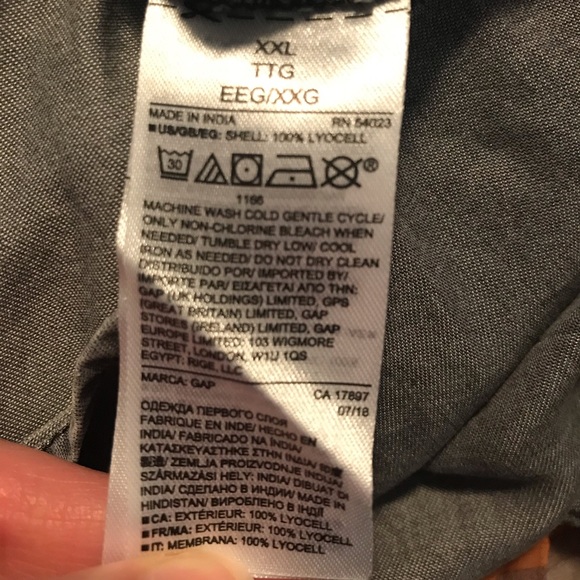 XXL
TTG
EEG/XXG
MADE IN INDIA RN 54023
■US/GB/EG: SHELL: 100% LYOCELL
30 ®
1166
MACHINE WASH COLD GENTLE CYCLE/
ONLY NON-CHLORINE BLEACH WHEN
NEEDED/ TUMBLE DRY LOW/ COOL
IRON AS NEEDED/ DO NOT DRY CLEAN
DISTRIBUIDO POR/ IMPORTED BY/
IMPORTE PAR/ ΕΙΣΑΓΕΤΑΙ ΑΠΟ ΤΗΝ:
GAP (UK HOLDINGS) LIMITED, GPS
(GREAT BRITAIN) LIMITED, GAP
STORES (IRELAND) LIMITED, GAP
EUROPE LIMITED: 103 WIGMORE
STREET, LONDON, W1U 1QS
EGYPT: RIGE, LLC
MARCA: GAP CA 17897
07/18
ОДЕЖДА ПЕРВОГО СЛОЯ
FABRIQUE EN INDE/ HECHO EN
INDIA/ FABRICADO NA INDIA/
ΚΑΤΑΣΚΕΥΑΣΤΗΚΕ ΣΤΗΝ ΙΝΔΙΑ/
ZEMLJA PROIZVODNJE INDIJA/
SZÁRMAZÁSI HELY: INDIA/ DIBUAT DI
INDIA/ СДЕЛАНО В ИНДИИ/ MADE IN
HINDISTAN/ ВИРОБЛЕНО В ІНДІЇ
■CA: EXTÉRIEUR: 100% LYOCELL
■FR/MA: EXTÉRIEUR: 100% LYOCELL
■IT: MEMBRANA: 100% LYOCELL